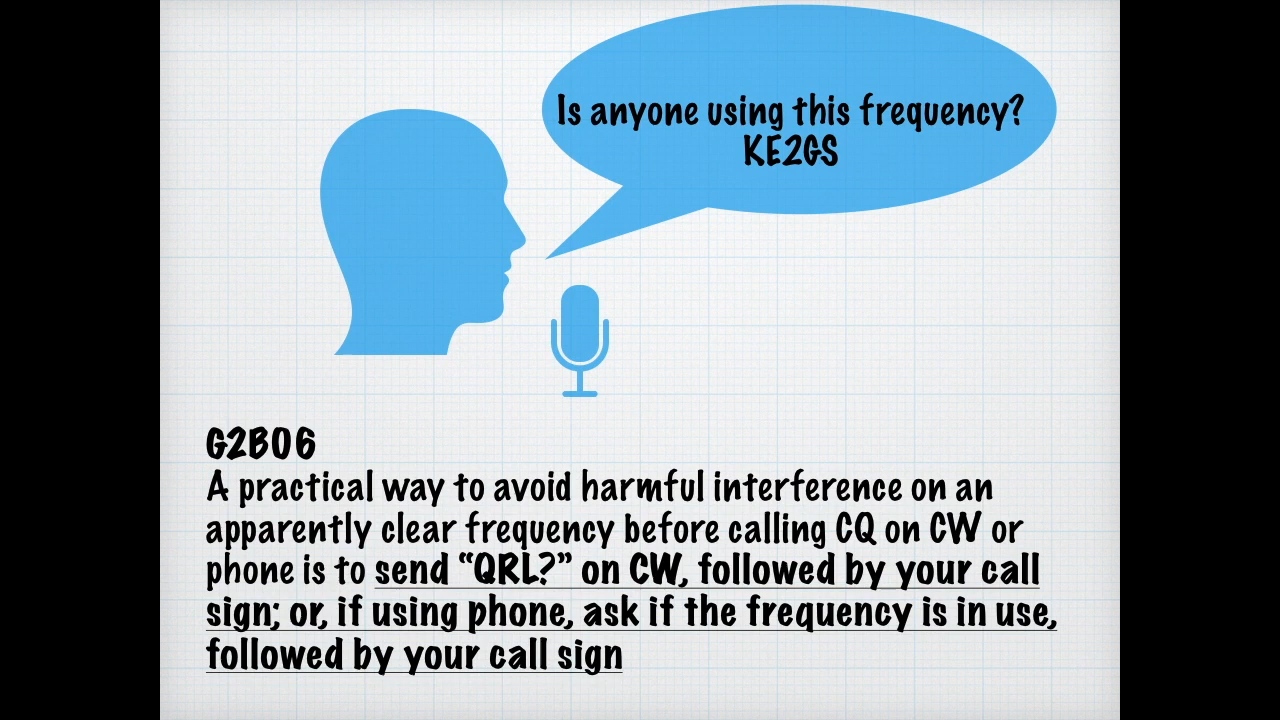 Is anyone using this frequency?
KE2GS
G2B06
A practical way to avoid harmful interference on an
apparently clear frequency before calling CQ on CW or
phone is to send “QRL?” on CW, followed by your call
sign; or, if using phone, ask if the frequency is in use,
followed by your call sign